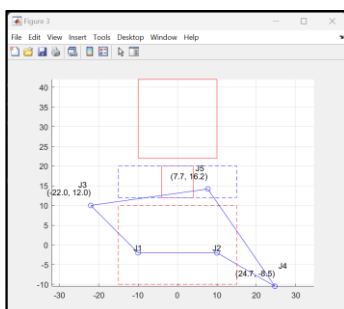 Figure 3
File Edit View Insert Tools Desktop Window Help
40
35
30
25
20
15
10
5
0
-5
-10
J3
(-22.0, 12.0)
J5
(7.7, 16.2)
J1
J2
J4
(24.7, -8.5)
-30 -20 -10 0 10 20 30